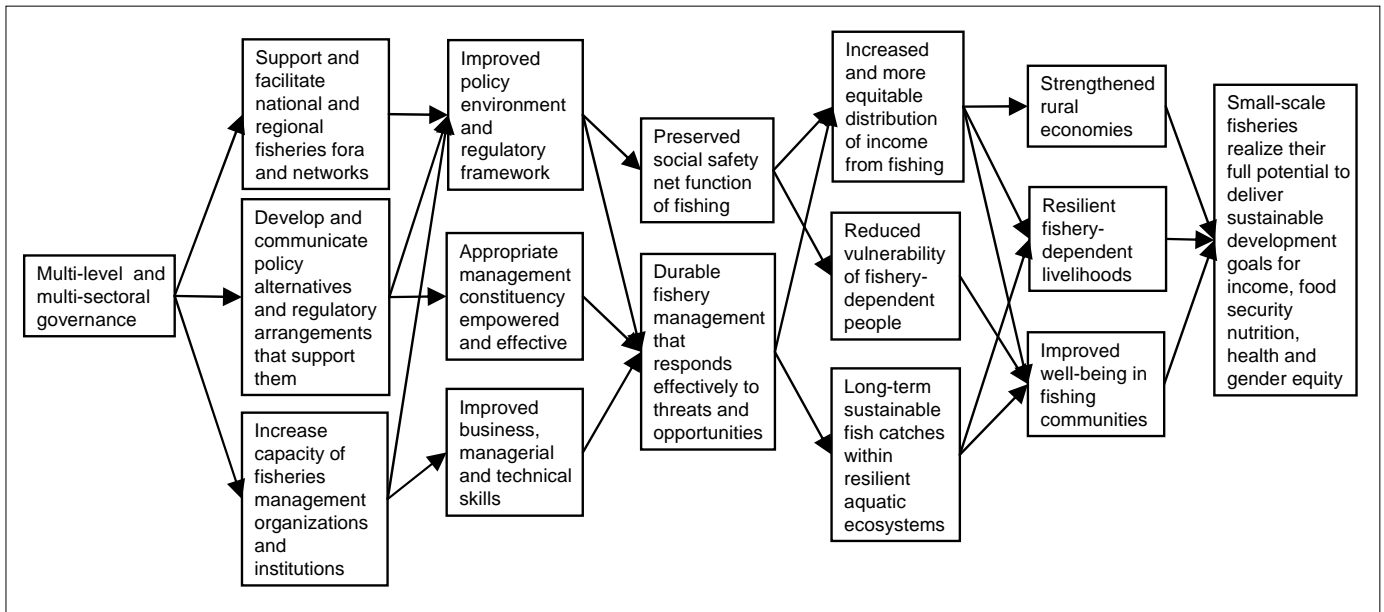 Multi-level and
multi-sectoral
governance
Support and
facilitate
national and
regional
fisheries fora
and networks
Develop and
communicate
policy
alternatives
and regulatory
arrangements
that support
them
Increase
capacity of
fisheries
management
organizations
and
institutions
Improved
policy
environment
and
regulatory
framework
Appropriate
management
constituency
empowered
and effective
Improved
business,
managerial
and technical
skills
Preserved
social safety
net function
of fishing
Durable
fishery
management
that
responds
effectively to
threats and
opportunities
Increased
and more
equitable
distribution
of income
from fishing
Reduced
vulnerability
of fishery-
dependent
people
Long-term
sustainable
fish catches
within
resilient
aquatic
ecosystems
Strengthened
rural
economies
Resilient
fishery-
dependent
livelihoods
Improved
well-being in
fishing
communities
Small-scale
fisheries
realize their
full potential to
deliver
sustainable
development
goals for
income, food
security
nutrition,
health and
gender equity